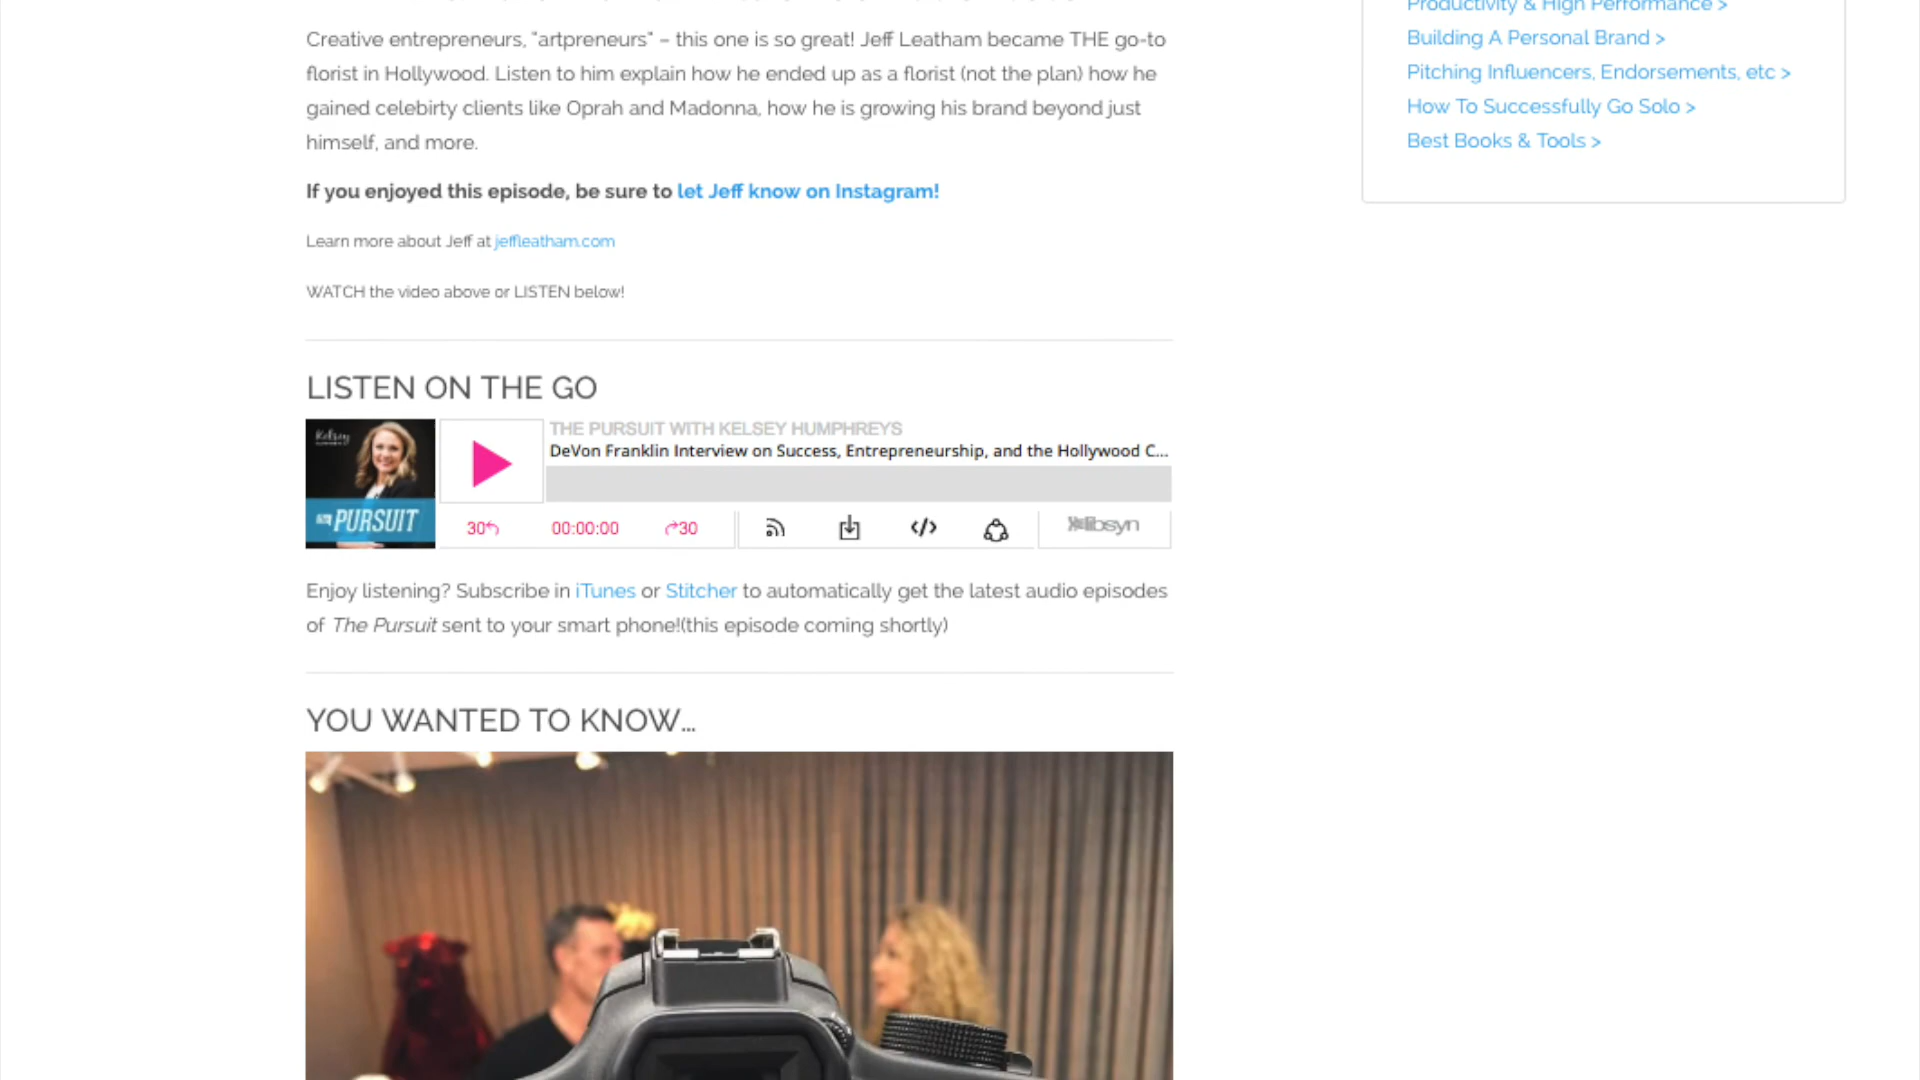 Productivity & High Performance >
Building A Personal Brand >
Pitching Influencers, Endorsements, etc >
How To Successfully Go Solo >
Best Books & Tools >
Creative entrepreneurs, "artpreneurs" – this one is so great! Jeff Leatham became THE go-to
florist in Hollywood. Listen to him explain how he ended up as a florist (not the plan) how he
gained celebirty clients like Oprah and Madonna, how he is growing his brand beyond just
himself, and more.
If you enjoyed this episode, be sure to let Jeff know on Instagram!
Learn more about Jeff at jeffleatham.com
WATCH the video above or LISTEN below!
LISTEN ON THE GO
Kelsey
THE PURSUIT
THE PURSUIT WITH KELSEY HUMPHREYS
DeVon Franklin Interview on Success, Entrepreneurship, and the Hollywood C...
30 00:00:00 30
libsyn
Enjoy listening? Subscribe in iTunes or Stitcher to automatically get the latest audio episodes
of The Pursuit sent to your smart phone!(this episode coming shortly)
YOU WANTED TO KNOW...